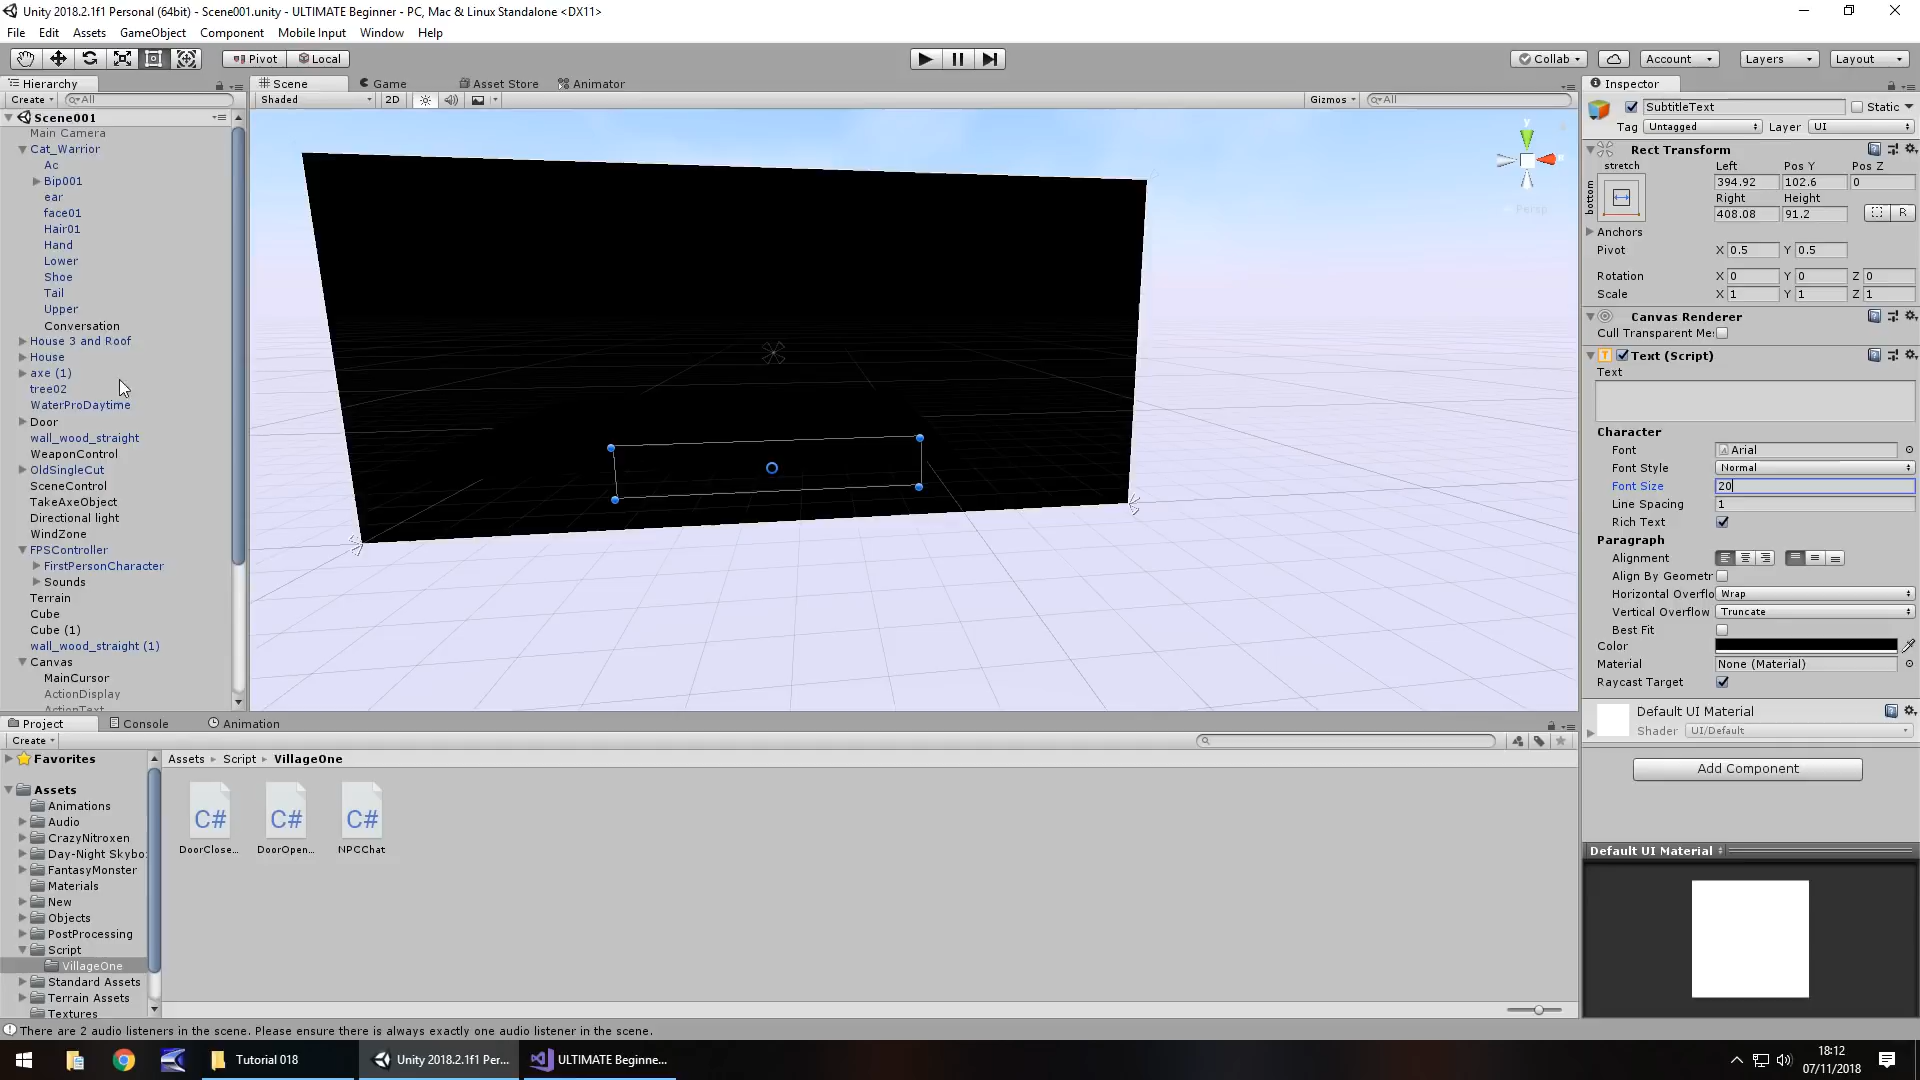 Unity 2018.2.1f1 Personal (64bit) - Scene001.unity - ULTIMATE Beginner - PC, Mac & Linux Standalone <DX11>
File Edit Assets GameObject Component Mobile Input Window Help
Pivot Local Collab Account Layers Layout
Hierarchy
Create All
Scene001
Main Camera
Cat_Warrior
Ac
Bip001
ear
face01
Hair01
Hand
Lower
Shoe
Tail
Upper
Conversation
House 3 and Roof
House
axe (1)
tree02
WaterProDaytime
Door
wall_wood_straight
WeaponControl
OldSingleCut
SceneControl
TakeAxeObject
Directional light
WindZone
FPSController
FirstPersonCharacter
Sounds
Terrain
Cube
Cube (1)
wall_wood_straight (1)
Canvas
MainCursor
ActionDisplay
ActionText
Scene Game Asset Store Animator
Shaded 2D Gizmos All
y
Persp
Inspector
SubtitleText Static
Tag Untagged Layer UI
Rect Transform
stretch Left Pos Y Pos Z
bottom 394.92 102.6 0
Right Height
408.08 91.2 R
Anchors
Pivot X 0.5 Y 0.5
Rotation X 0 Y 0 Z 0
Scale X 1 Y 1 Z 1
Canvas Renderer
Cull Transparent Me
Text (Script)
Text
Character
Font Arial
Font Style Normal
Font Size 20
Line Spacing 1
Rich Text
Paragraph
Alignment
Align By Geometr
Horizontal Overflo Wrap
Vertical Overflow Truncate
Best Fit
Color
Material None (Material)
Raycast Target
Default UI Material
Shader UI/Default
Add Component
Default UI Material
Project Console Animation
Create
Favorites
Assets
Animations
Audio
CrazyNitroxen
Day-Night Skybo
FantasyMonster
Materials
New
Objects
PostProcessing
Script
VillageOne
Standard Assets
Terrain Assets
Textures
Assets Script VillageOne
C# C# C#
DoorClose... DoorOpen... NPCChat
There are 2 audio listeners in the scene. Please ensure there is always exactly one audio listener in the scene.
Tutorial 018 Unity 2018.2.1f1 Per... ULTIMATE Beginne...
18:12
07/11/2018